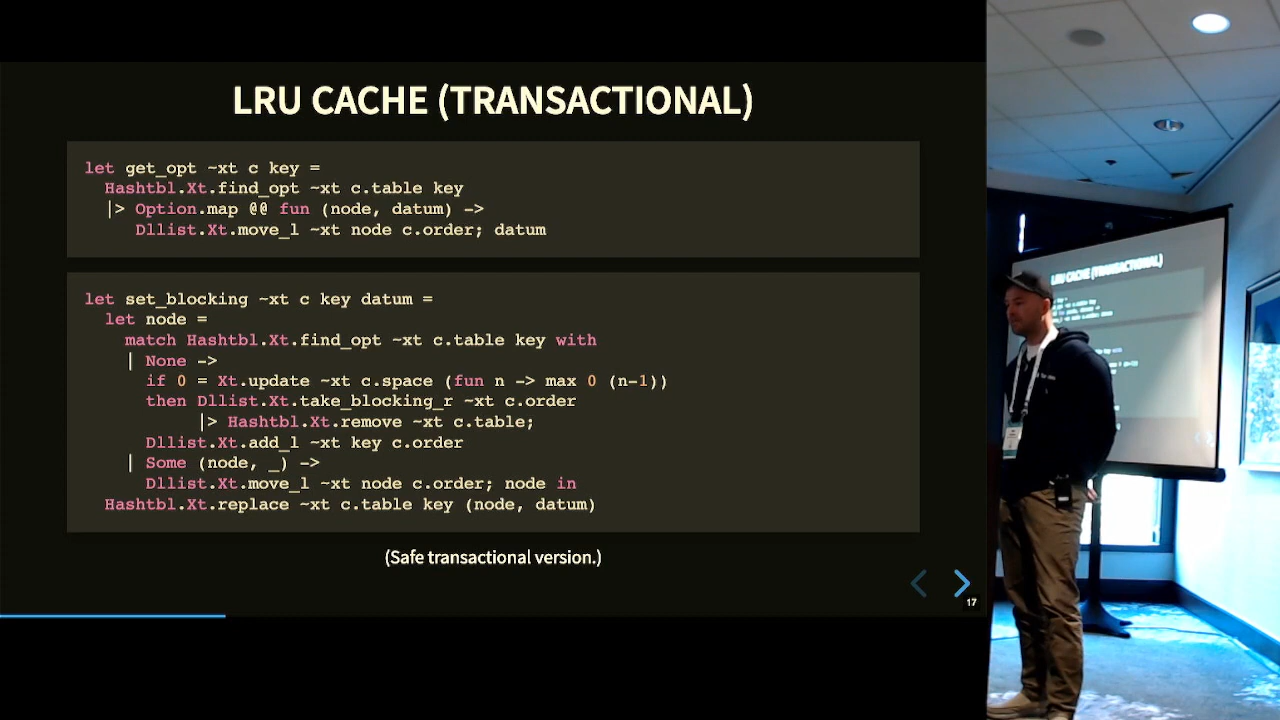 LRU CACHE (TRANSACTIONAL)
let get_opt ~xt c key =
  Hashtbl.Xt.find_opt ~xt c.table key
  |> Option.map @@ fun (node, datum) ->
     Dllist.Xt.move_l ~xt node c.order; datum
let set_blocking ~xt c key datum =
  let node =
    match Hashtbl.Xt.find_opt ~xt c.table key with
    | None ->
      if 0 = Xt.update ~xt c.space (fun n -> max 0 (n-1))
      then Dllist.Xt.take_blocking_r ~xt c.order
           |> Hashtbl.Xt.remove ~xt c.table;
      Dllist.Xt.add_l ~xt key c.order
    | Some (node, _) ->
      Dllist.Xt.move_l ~xt node c.order; node in
  Hashtbl.Xt.replace ~xt c.table key (node, datum)
(Safe transactional version.)
17
LRU CACHE (TRANSACTIONAL)